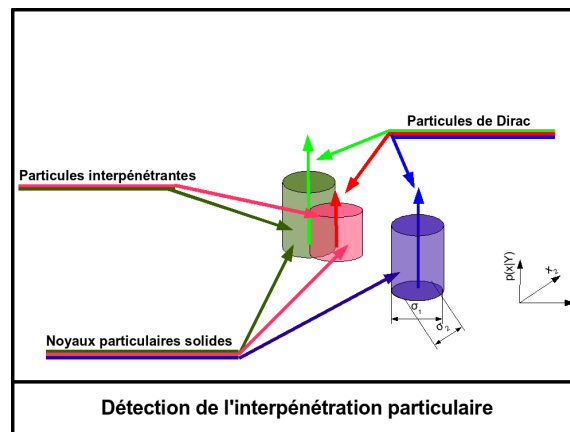 Particules de Dirac
Particules interpénétrantes
p(x|Y)
x₂
σ₁
σ₂
Noyaux particulaires solides
Détection de l'interpénétration particulaire